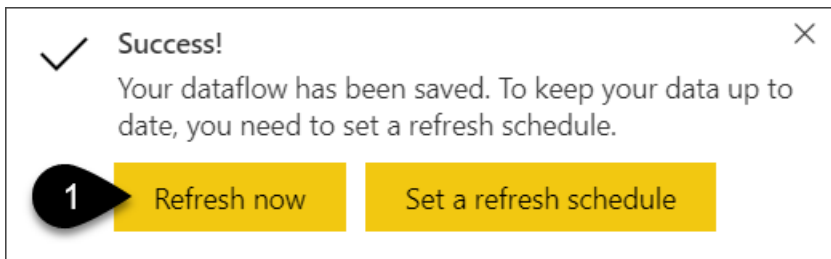 Success!
Your dataflow has been saved. To keep your data up to
date, you need to set a refresh schedule.
1
Refresh now
Set a refresh schedule